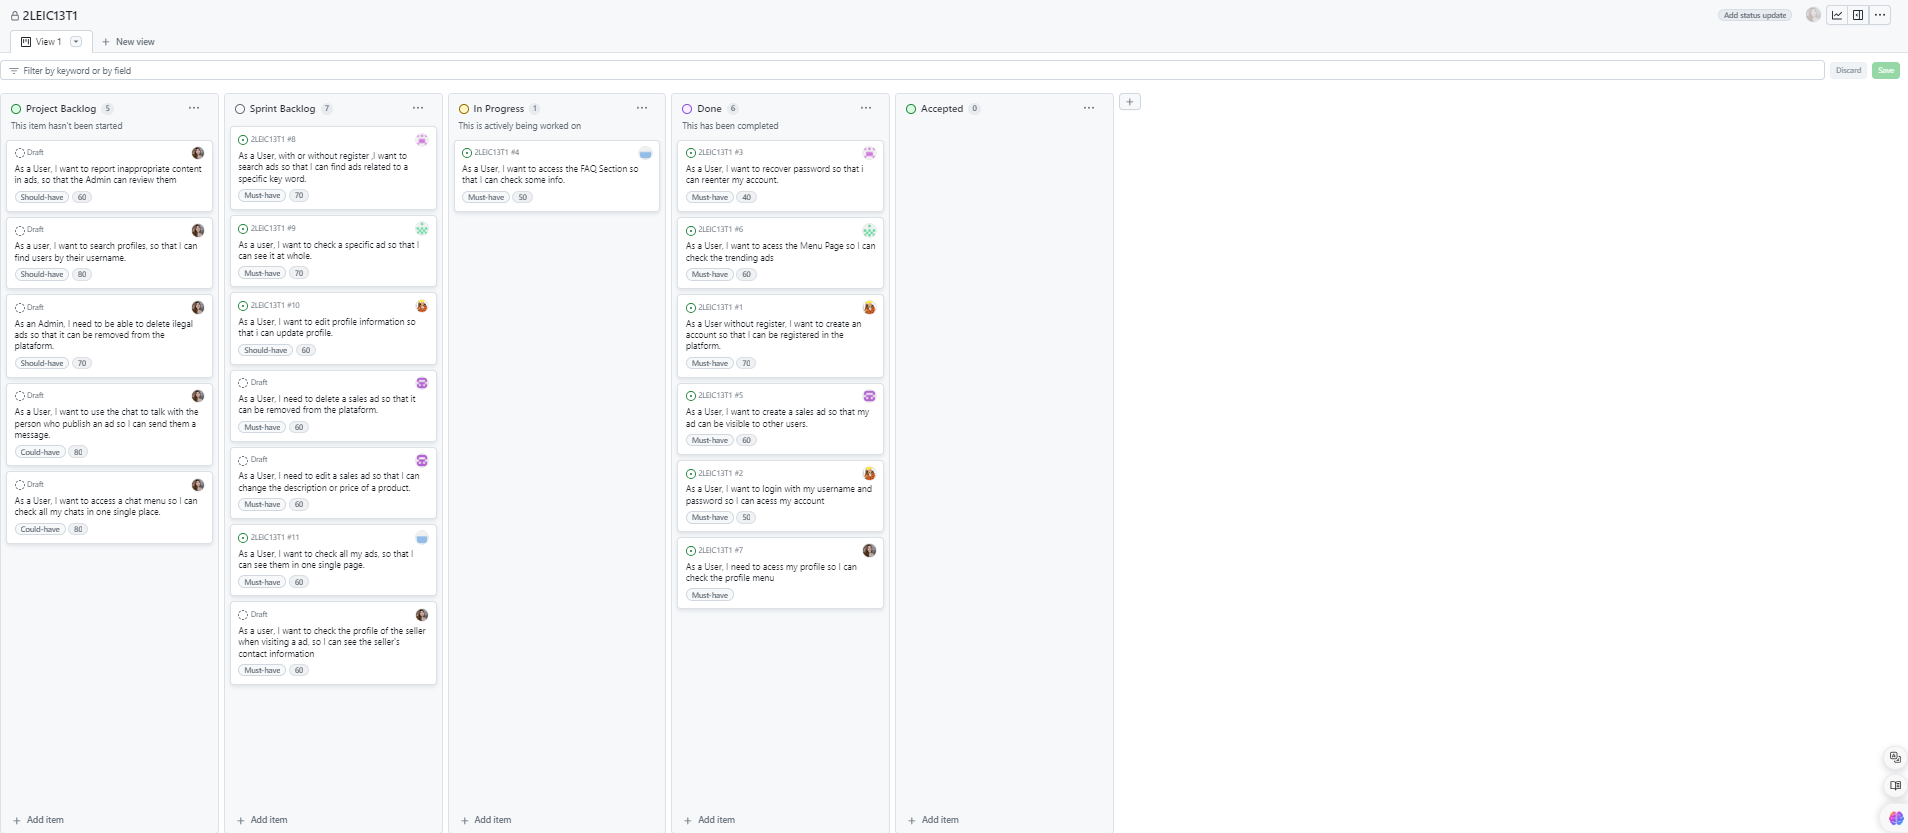 2LEIC13T1
Add status update
View 1
New view
Filter by keyword or by field
Discard
Save
Project Backlog 5
This item hasn't been started
Draft
As a User, I want to report inappropriate content
in ads, so that the Admin can review them
Should-have 60
Draft
As a user, I want to search profiles, so that I can
find users by their username.
Should-have 80
Draft
As an Admin, I need to be able to delete ilegal
ads so that it can be removed from the
plataform.
Should-have 70
Draft
As a User, I want to use the chat to talk with the
person who publish an ad so I can send them a
message.
Could-have 80
Draft
As a User, I want to access a chat menu so I can
check all my chats in one single place.
Could-have 80
Add item
Sprint Backlog 7
2LEIC13T1 #8
As a User, with or without register ,I want to
search ads so that I can find ads related to a
specific key word.
Must-have 70
2LEIC13T1 #9
As a user, I want to check a specific ad so that I
can see it at whole.
Must-have 70
2LEIC13T1 #10
As a User, I want to edit profile information so
that i can update profile.
Should-have 60
Draft
As a User, I need to delete a sales ad so that it
can be removed from the plataform.
Must-have 60
Draft
As a User, I need to edit a sales ad so that I can
change the description or price of a product.
Must-have 60
2LEIC13T1 #11
As a User, I want to check all my ads, so that I
can see them in one single page.
Must-have 60
Draft
As a user, I want to check the profile of the seller
when visiting a ad, so I can see the seller's
contact information
Must-have 60
Add item
In Progress 1
This is actively being worked on
2LEIC13T1 #4
As a User, I want to access the FAQ Section so
that I can check some info.
Must-have 50
Add item
Done 6
This has been completed
2LEIC13T1 #3
As a User, I want to recover password so that i
can reenter my account.
Must-have 40
2LEIC13T1 #6
As a User, I want to acess the Menu Page so I can
check the trending ads
Must-have 60
2LEIC13T1 #1
As a User without register, I want to create an
account so that I can be registered in the
platform.
Must-have 70
2LEIC13T1 #5
As a User, I want to create a sales ad so that my
ad can be visible to other users.
Must-have 60
2LEIC13T1 #2
As a User, I want to login with my username and
password so I can acess my account
Must-have 50
2LEIC13T1 #7
As a User, I need to acess my profile so I can
check the profile menu
Must-have
Add item
Accepted 0
Add item